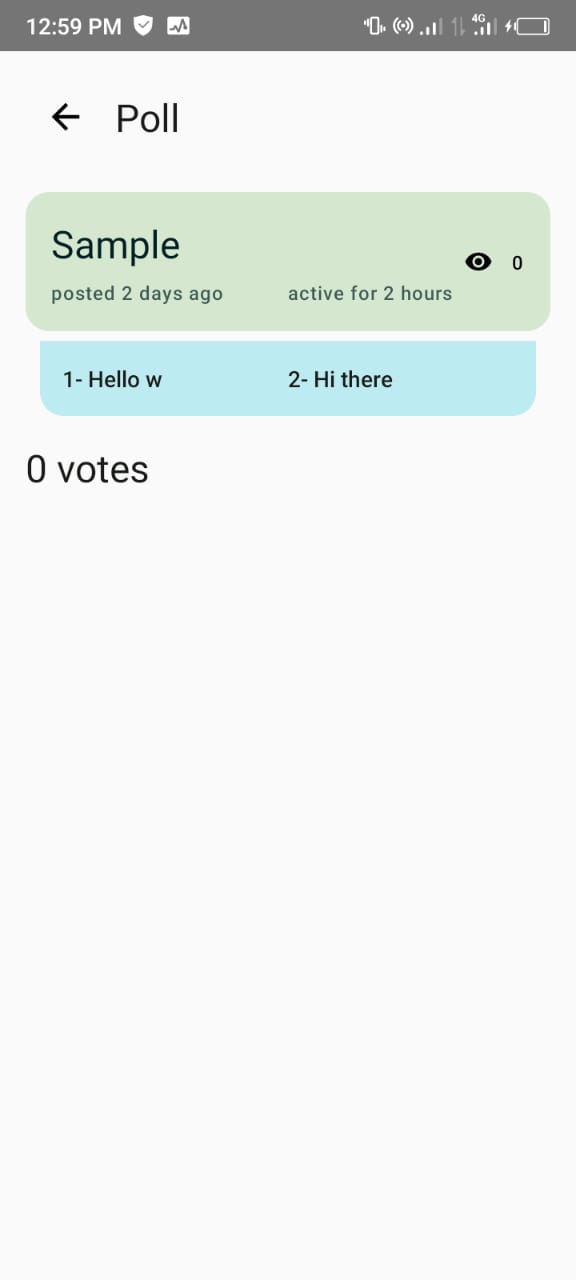 12:59 PM 4G
Poll
Sample
0
posted 2 days ago active for 2 hours
1- Hello w 2- Hi there
0 votes